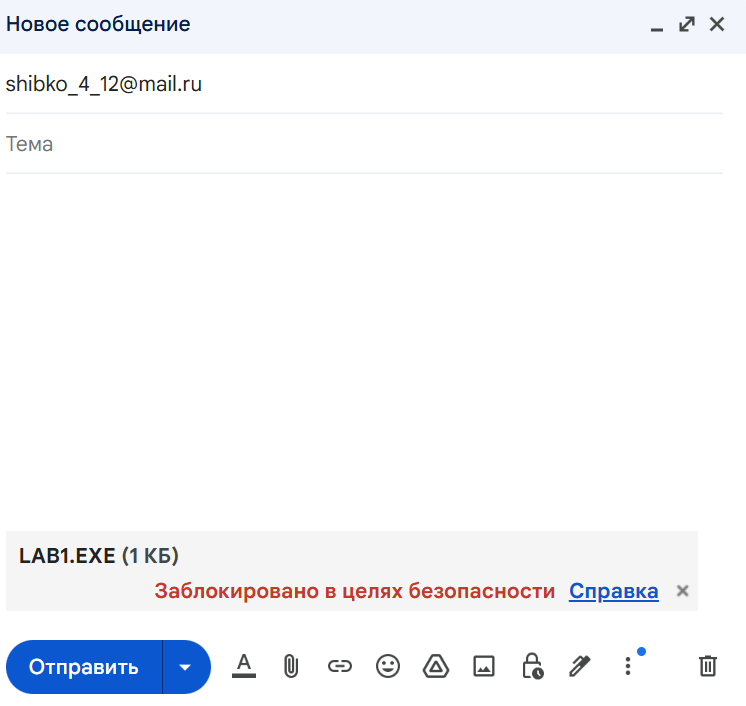 Новое сообщение
shibko_4_12@mail.ru
Тема
LAB1.EXE (1 КБ)
Заблокировано в целях безопасности Справка
Отправить
A